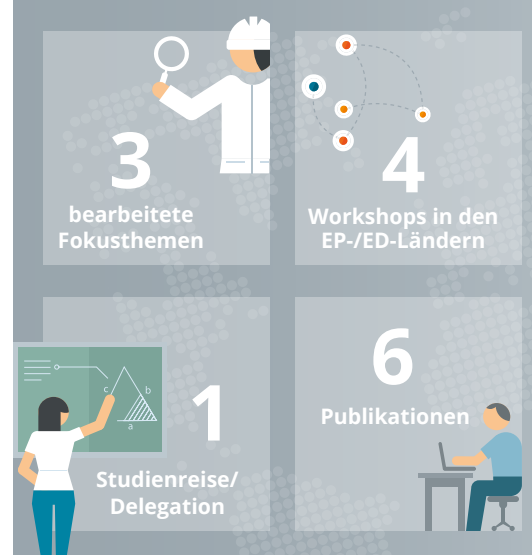 3
bearbeitete
Fokusthemen
4
Workshops in den
EP-/ED-Ländern
c
b
a
1
Studienreise/
Delegation
6
Publikationen